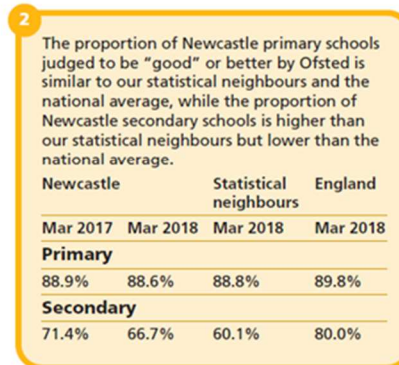 2
The proportion of Newcastle primary schools
judged to be “good” or better by Ofsted is
similar to our statistical neighbours and the
national average, while the proportion of
Newcastle secondary schools is higher than
our statistical neighbours but lower than the
national average.
Newcastle Statistical England
neighbours
Mar 2017 Mar 2018 Mar 2018 Mar 2018
Primary
88.9% 88.6% 88.8% 89.8%
Secondary
71.4% 66.7% 60.1% 80.0%